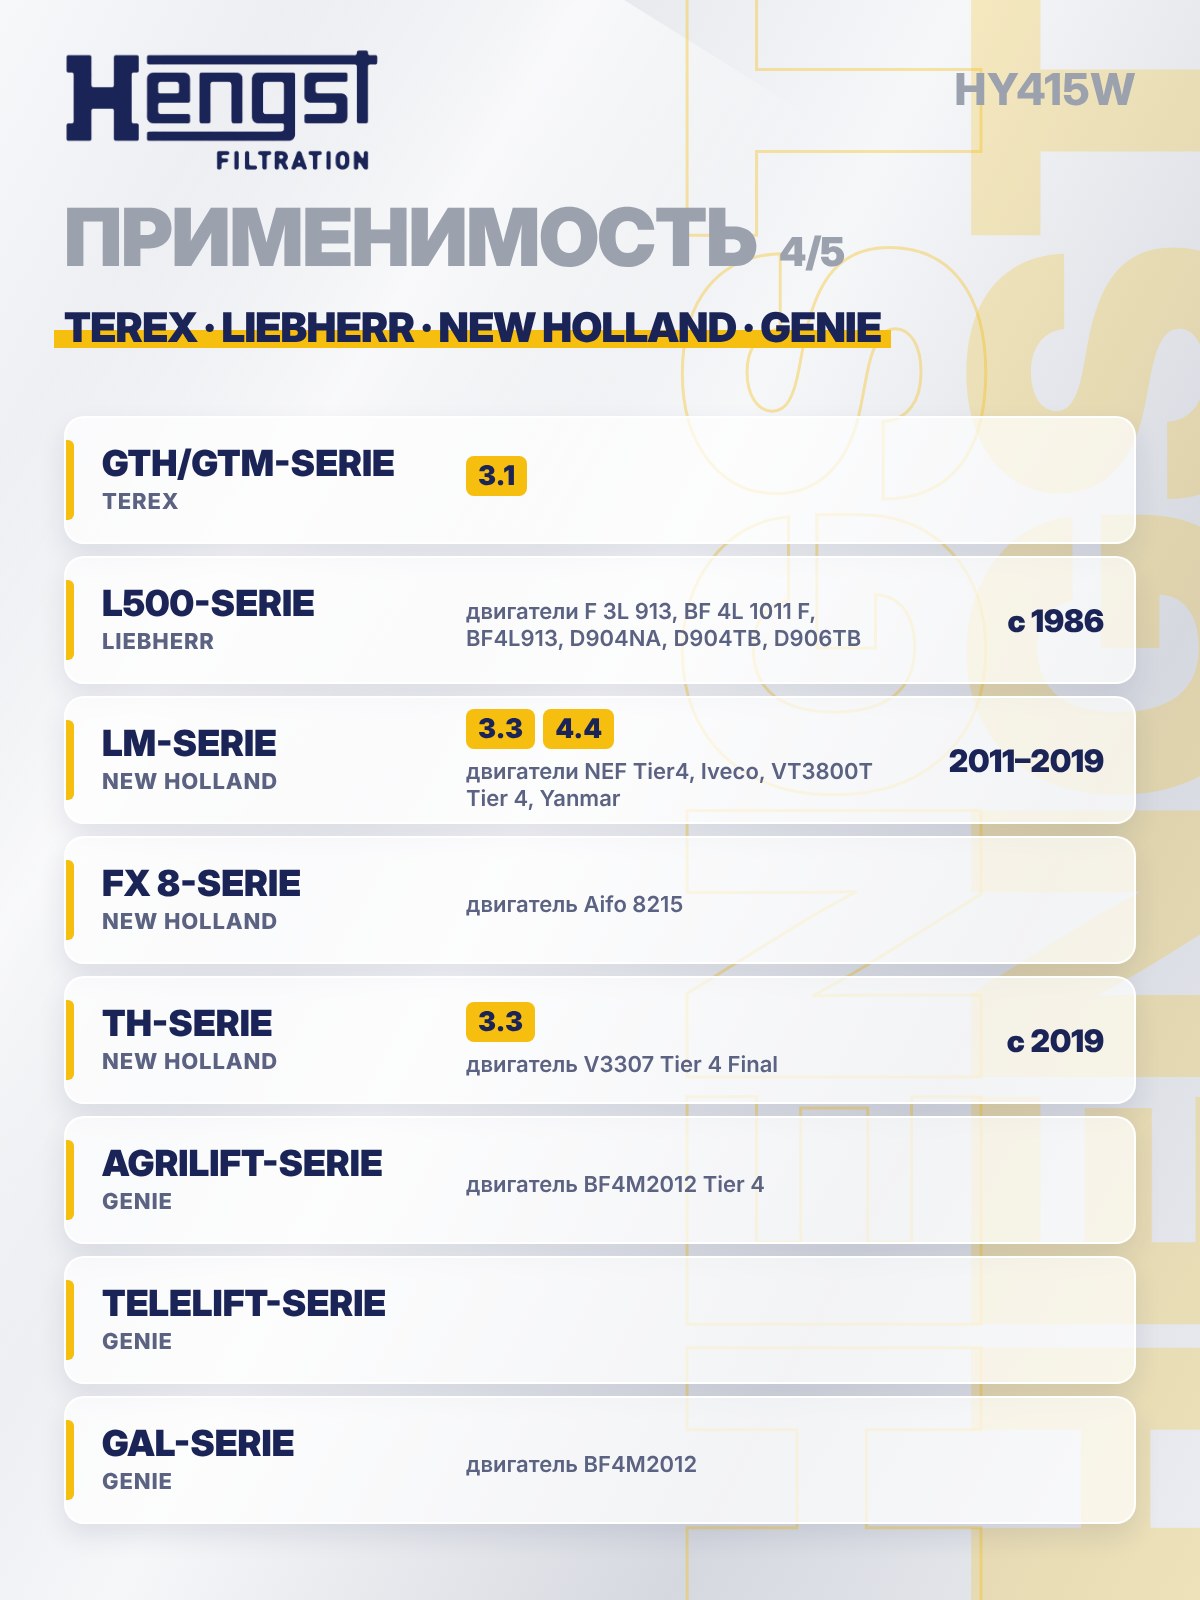 Hengst
FILTRATION
HY415W
ПРИМЕНИМОСТЬ 4/5
TEREX · LIEBHERR · NEW HOLLAND · GENIE
GTH/GTM-SERIE
TEREX
3.1
L500-SERIE
LIEBHERR
двигатели F 3L 913, BF 4L 1011 F,
BF4L913, D904NA, D904TB, D906TB
с 1986
LM-SERIE
NEW HOLLAND
3.3 4.4
двигатели NEF Tier4, Iveco, VT3800T
Tier 4, Yanmar
2011–2019
FX 8-SERIE
NEW HOLLAND
двигатель Aifo 8215
TH-SERIE
NEW HOLLAND
3.3
двигатель V3307 Tier 4 Final
с 2019
AGRILIFT-SERIE
GENIE
двигатель BF4M2012 Tier 4
TELELIFT-SERIE
GENIE
GAL-SERIE
GENIE
двигатель BF4M2012
HENGST
HENGST